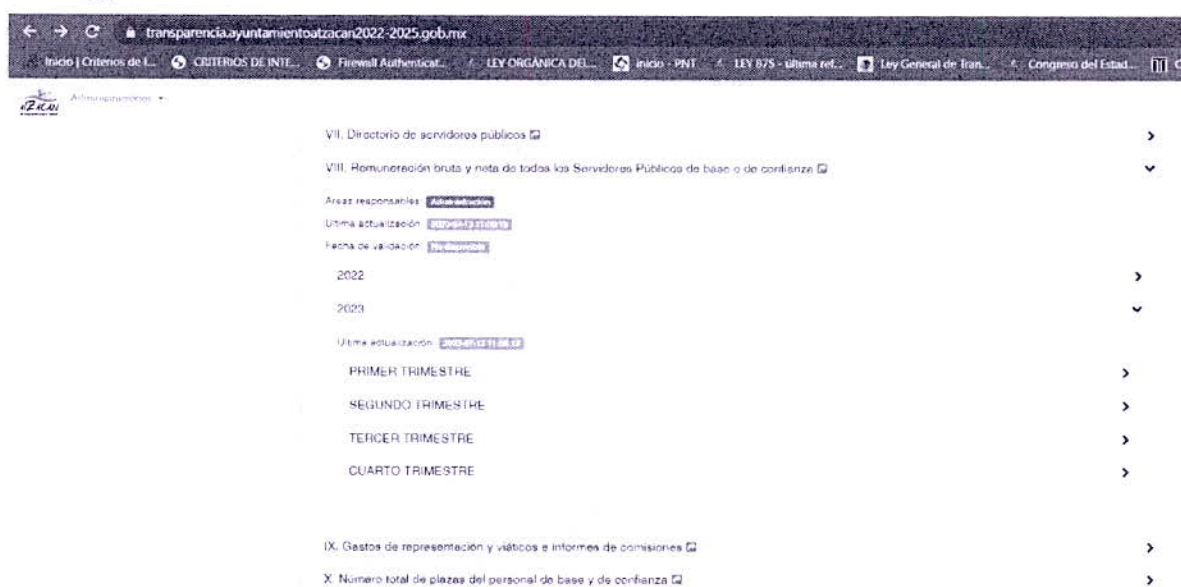 transparencia.ayuntamientoatzacan2022-2025.gob.mx
Inicio | Criterios de I... CRITERIOS DE INTE... Firewall Authenticat... LEY ORGÁNICA DEL... inicio - PNT LEY 875 - última ref... Ley General de Tran... Congreso del Estad...
Administraciones
VII. Directorio de servidores públicos
VIII. Remuneración bruta y neta de todos los Servidores Públicos de base o de confianza
Áreas responsables Administración
Última actualización
Fecha de validación No disponible
2022
2023
Última actualización
PRIMER TRIMESTRE
SEGUNDO TRIMESTRE
TERCER TRIMESTRE
CUARTO TRIMESTRE
IX. Gastos de representación y viáticos e informes de comisiones
X. Número total de plazas del personal de base y de confianza